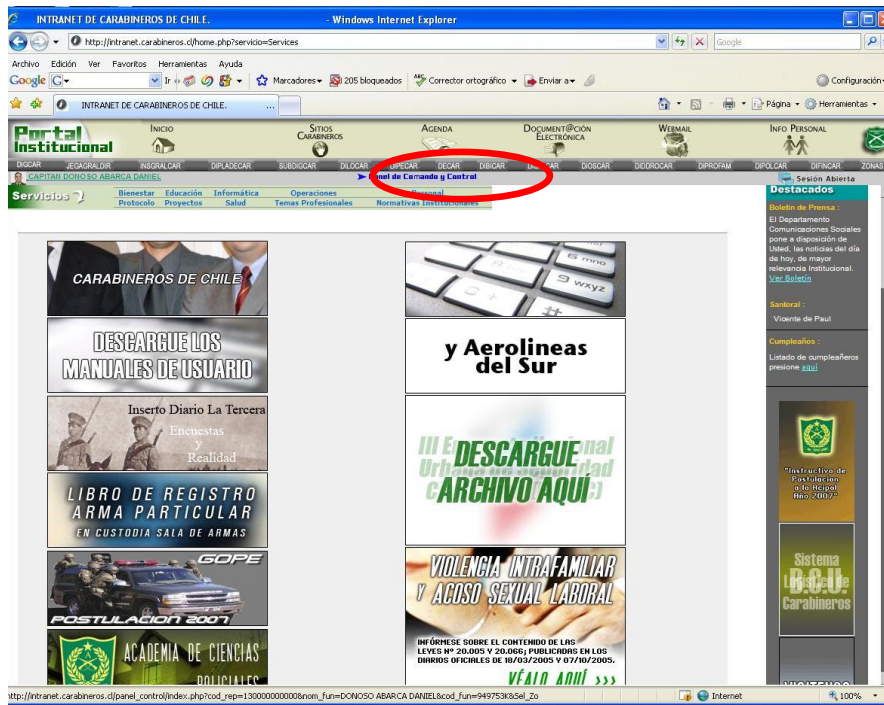 INTRANET DE CARABINEROS DE CHILE. - Windows Internet Explorer
http://intranet.carabineros.cl/home.php?servicio=Services
Google
Archivo Edición Ver Favoritos Herramientas Ayuda
Google G Ir Marcadores 205 bloqueados Corrector ortográfico Enviar a Configuración
INTRANET DE CARABINEROS DE CHILE. ... Página Herramientas
Portal Institucional
INICIO
SITIOS CARABINEROS
AGENDA
DOCUMENT@CIÓN ELECTRÓNICA
WEBMAIL
INFO PERSONAL
DIGCAR JEGAGRALDIR INSGRALCAR DIPLADECAR SUBDIGCAR DILOCAR DIPECAR DECAR DIBICAR DIOSCAR DIDDROCAR DIPROFAM DIPOLCAR DIFINCAR ZONAS
CAPITAN DONOSO ABARCA DANIEL
Panel de Comando y Control
Sesión Abierta
Servicios
Bienestar Educación Informática Operaciones Personal
Protocolo Proyectos Salud Temas Profesionales Normativas Institucionales
CARABINEROS DE CHILE
DESCARGUE LOS
MANUALES DE USUARIO
Inserto Diario La Tercera
Encuestas
y
Realidad
LIBRO DE REGISTRO
ARMA PARTICULAR
EN CUSTODIA SALA DE ARMAS
GOPE
POSTULACION 2007
ACADEMIA DE CIENCIAS
POLICIALES
6 mno
9 wxyz
#
y Aerolineas
del Sur
DESCARGUE
ARCHIVO AQUÍ
VIOLENCIA INTRAFAMILIAR
Y ACOSO SEXUAL LABORAL
INFÓRMESE SOBRE EL CONTENIDO DE LAS
LEYES Nº 20.005 Y 20.066; PUBLICADAS EN LOS
DIARIOS OFICIALES DE 18/03/2005 Y 07/10/2005.
VÉALO AQUÍ >>>
Destacados
Boletín de Prensa :
El Departamento
Comunicaciones Sociales
pone a disposición de
Usted, las noticias del día
de hoy, de mayor
relevancia Institucional.
Ver Boletín
Santoral :
Vicente de Paul
Cumpleaños :
Listado de cumpleañeros
presione aquí
"Instructivo de
Postulacion
a la Acipol
Año 2007"
Sistema
Logístico de
D.C.U.
Carabineros
http://intranet.carabineros.cl/panel_control/index.php?cod_rep=130000000000&nom_fun=DONOSO ABARCA DANIEL&cod_fun=949753K&Sel_Zo
Internet
100%